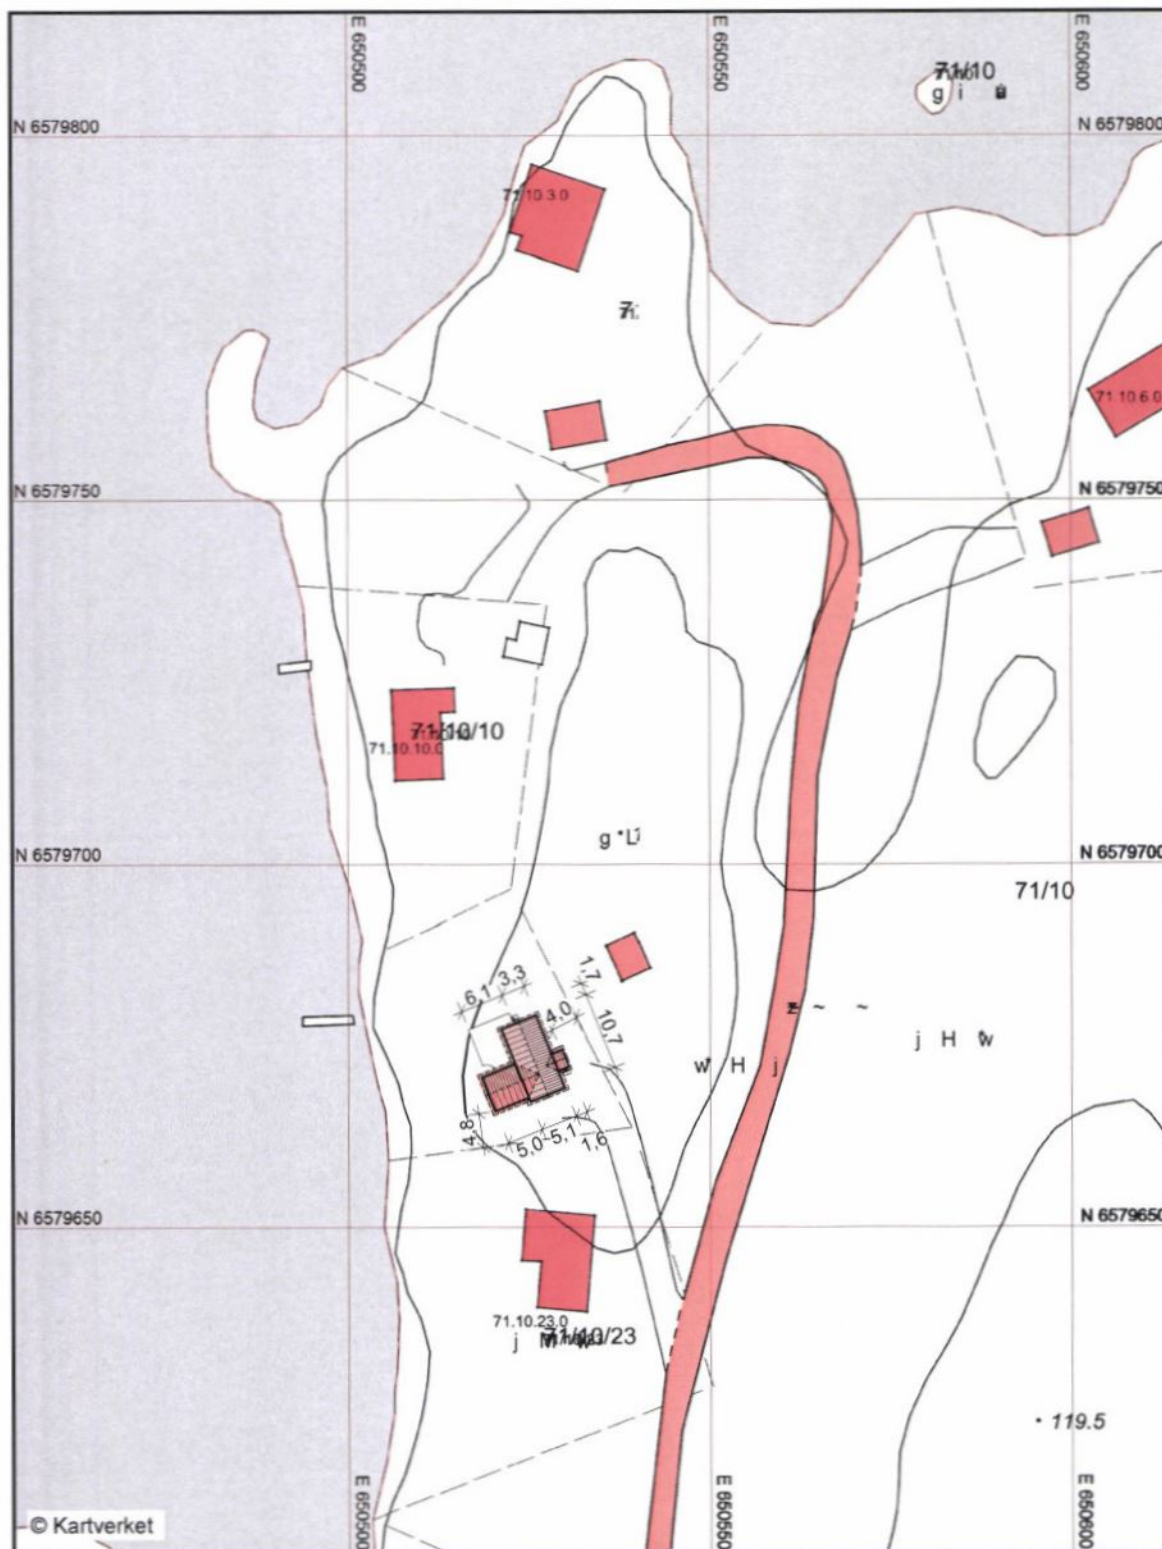 E 650500
E 650550
E 650600
71/10
g i
N 6579800
N 6579800
71.10.3.0
71.10.6.0
N 6579750
N 6579750
71/10/10
71.10.10.0
g
N 6579700
N 6579700
71/10
1,7
3,3
6,1
4,0
10,7
~ ~
j H w
w H j
4,8
5,0
5,1
1,6
N 6579650
N 6579650
71.10.23.0
71/10/23
j M w
119.5
E 650500
E 650550
E 650600
© Kartverket